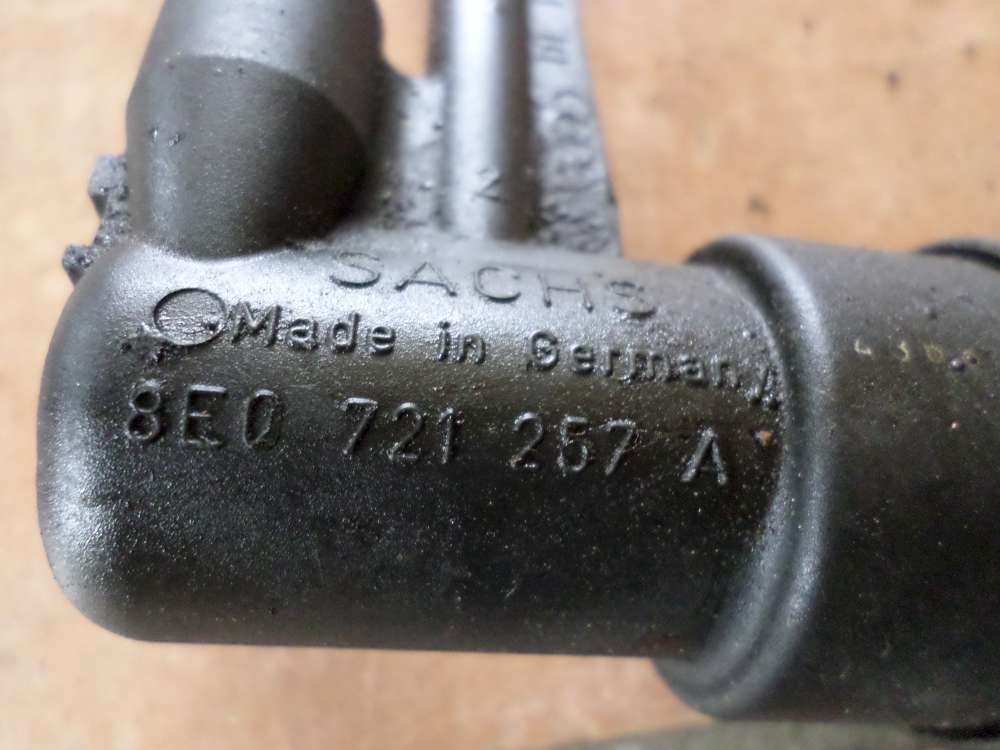 SACHS
Made in Germany
8E0 721 257 A